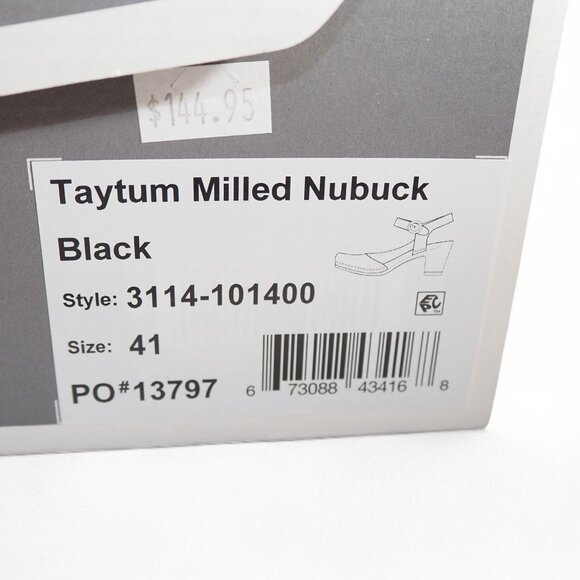 $144.95
Taytum Milled Nubuck
Black
Style: 3114-101400
Size: 41
PO#13797
6 73088 43416 8